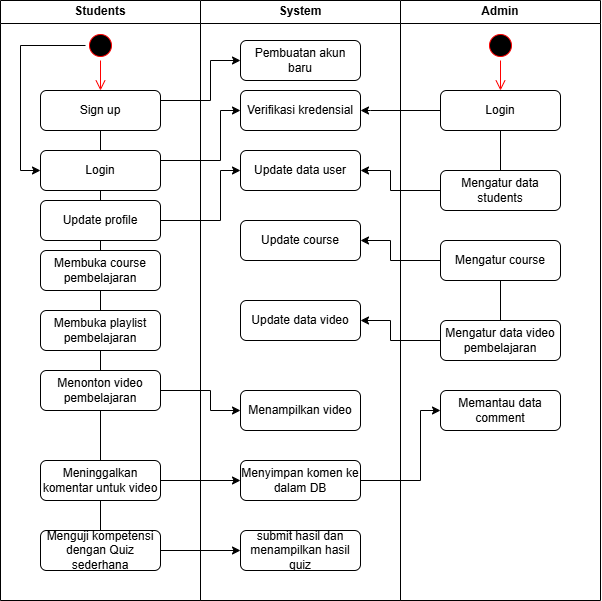 Students
System
Admin
Pembuatan akun
baru
Sign up
Verifikasi kredensial
Login
Login
Update data user
Mengatur data
students
Update profile
Update course
Mengatur course
Membuka course
pembelajaran
Membuka playlist
pembelajaran
Update data video
Mengatur data video
pembelajaran
Menonton video
pembelajaran
Menampilkan video
Memantau data
comment
Meninggalkan
komentar untuk video
Menyimpan komen ke
dalam DB
Menguji kompetensi
dengan Quiz
sederhana
submit hasil dan
menampilkan hasil
quiz